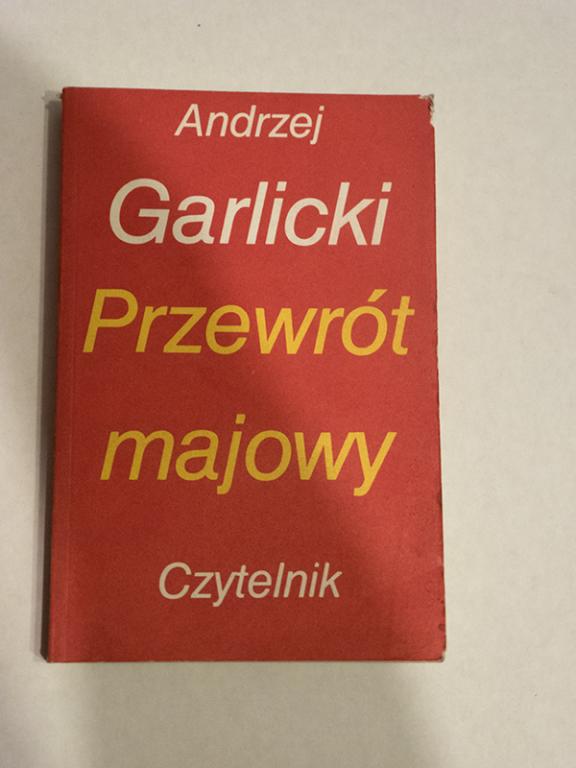 Andrzej
Garlicki
Przewrót
majowy
Czytelnik